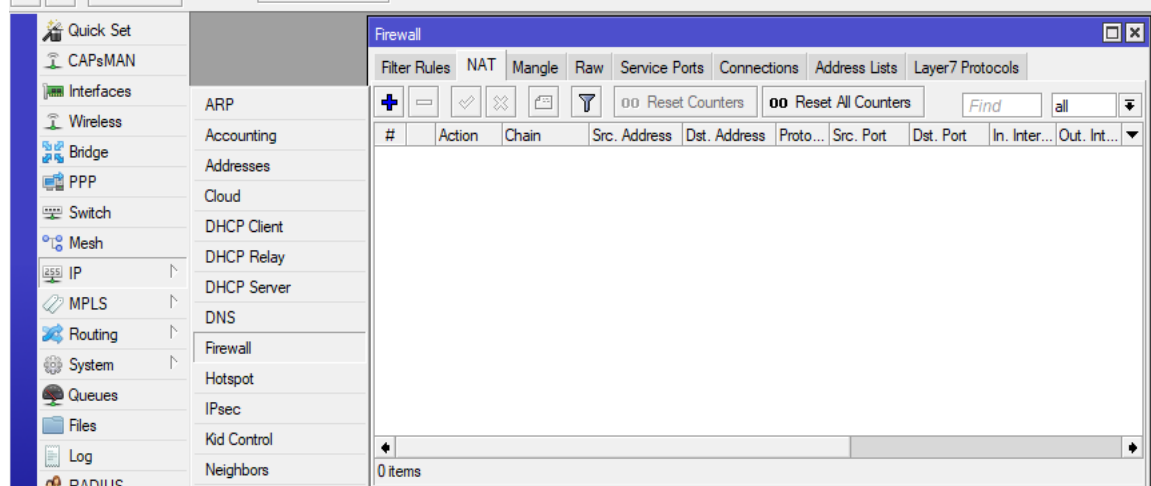 Quick Set
CAPsMAN
Interfaces
Wireless
Bridge
PPP
Switch
Mesh
IP
MPLS
Routing
System
Queues
Files
Log
RADIUS
ARP
Accounting
Addresses
Cloud
DHCP Client
DHCP Relay
DHCP Server
DNS
Firewall
Hotspot
IPsec
Kid Control
Neighbors
Firewall
Filter Rules NAT Mangle Raw Service Ports Connections Address Lists Layer7 Protocols
00 Reset Counters 00 Reset All Counters Find all
# Action Chain Src. Address Dst. Address Proto... Src. Port Dst. Port In. Inter... Out. Int...
0 items